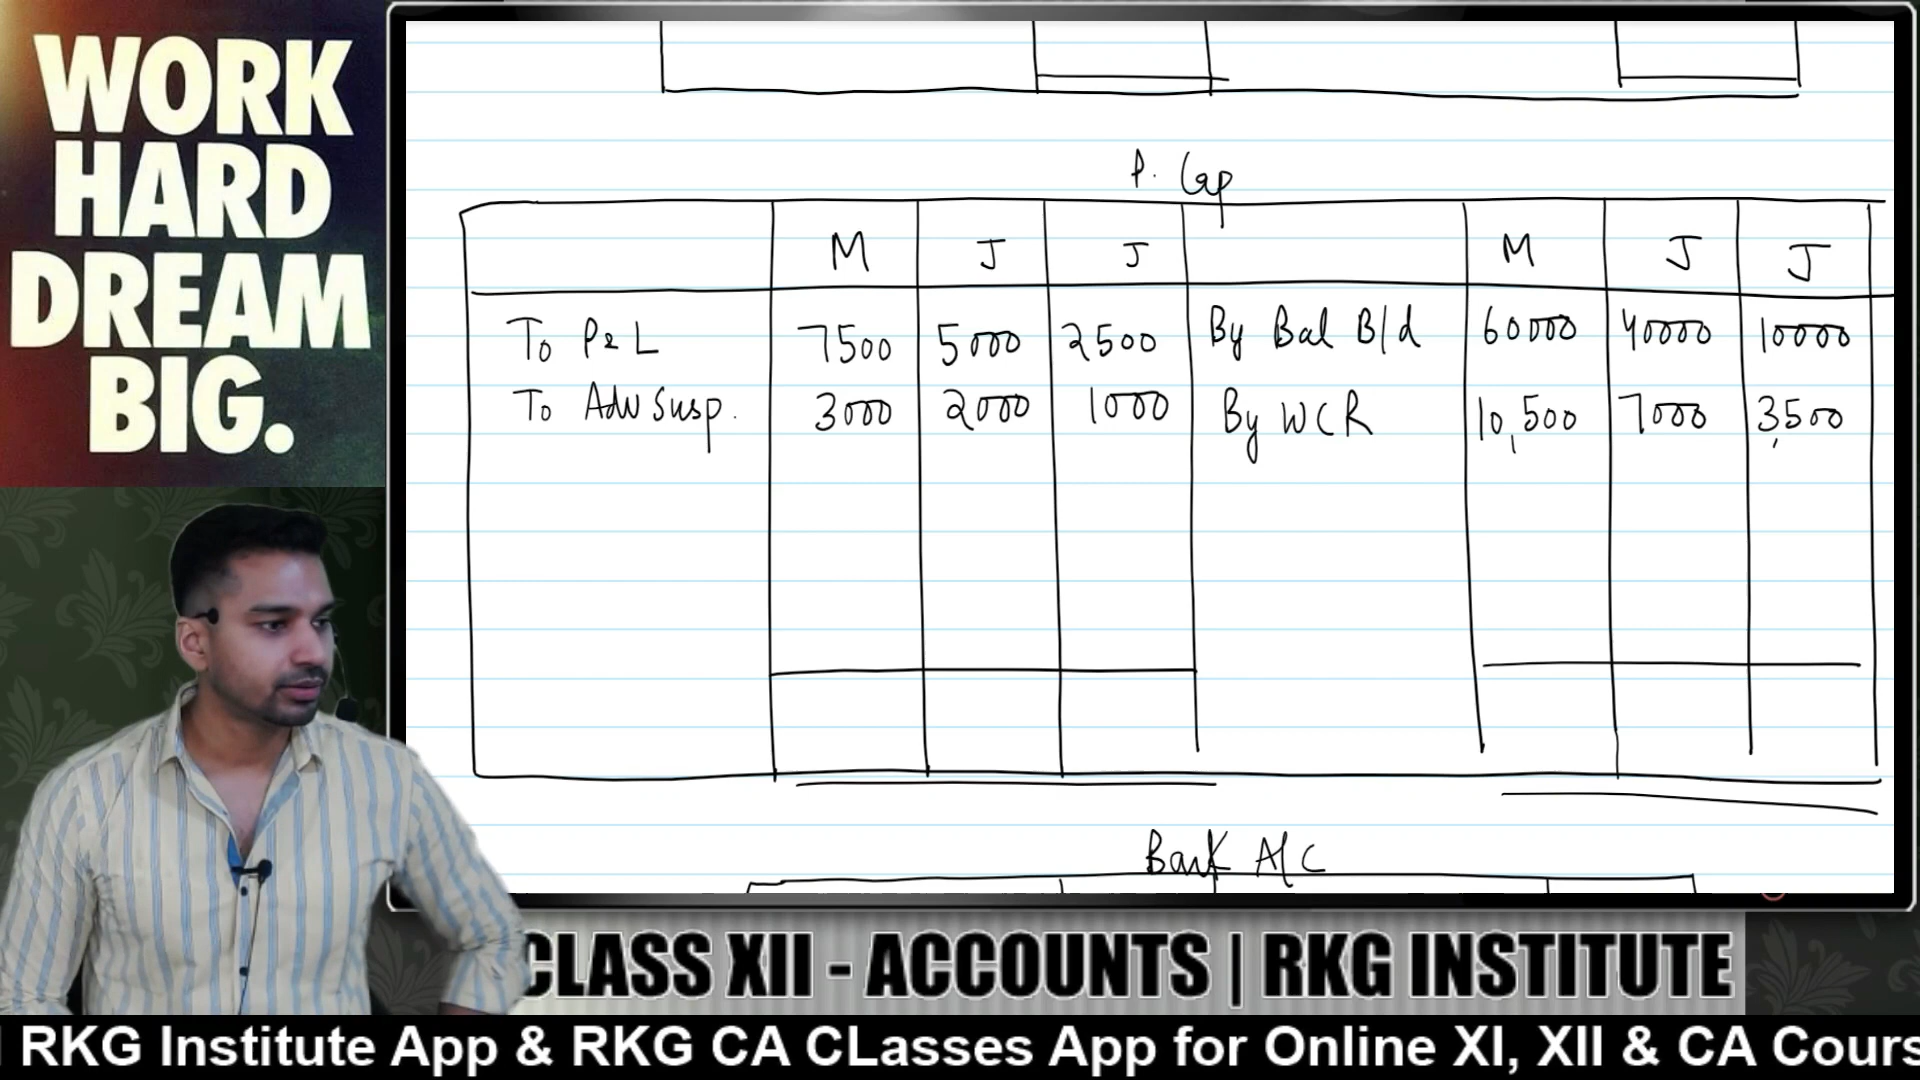 WORK
HARD
DREAM
BIG.
P. Cap
M J J M J J
To P&L 7500 5000 2500 By Bal B/d 60000 40000 10000
To Adv Susp. 3000 2000 1000 By WCR 10,500 7000 3,500
Bank A/C
CLASS XII - ACCOUNTS | RKG INSTITUTE
RKG Institute App & RKG CA CLasses App for Online XI, XII & CA Cours